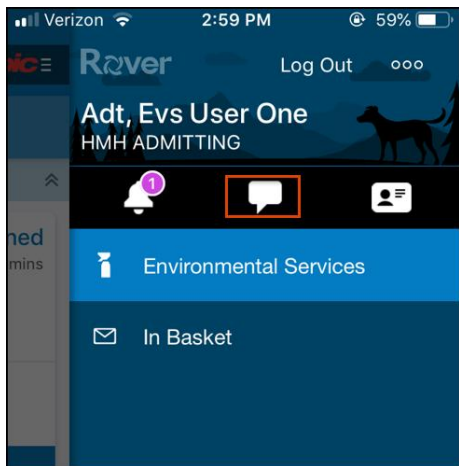 Verizon 2:59 PM 59%
Rover Log Out
Adt, Evs User One
HMH ADMITTING
1
ned
mins
Environmental Services
In Basket